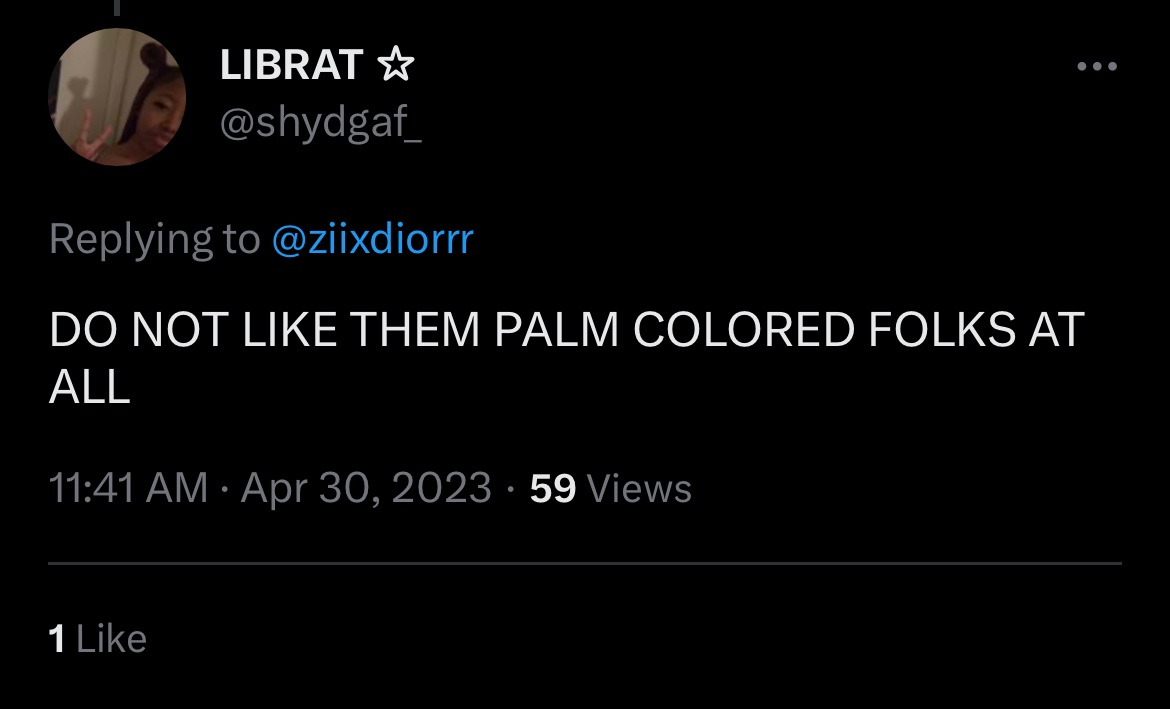 LIBRAT ☆
@shydgaf_
Replying to @ziixdiorrr
DO NOT LIKE THEM PALM COLORED FOLKS AT
ALL
11:41 AM · Apr 30, 2023 · 59 Views
1 Like